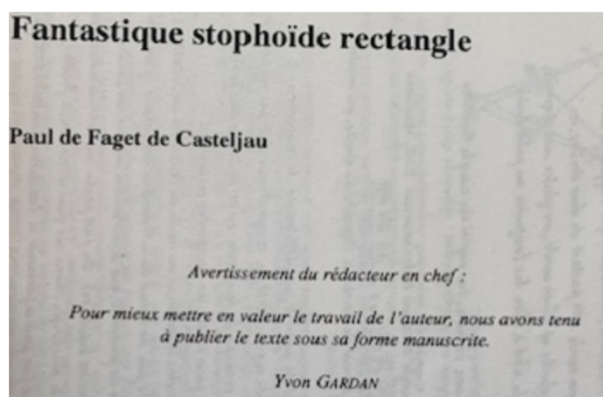 Fantastique stophoïde rectangle
Paul de Faget de Casteljau
Avertissement du rédacteur en chef :
Pour mieux mettre en valeur le travail de l'auteur, nous avons tenu
à publier le texte sous sa forme manuscrite.
Yvon GARDAN